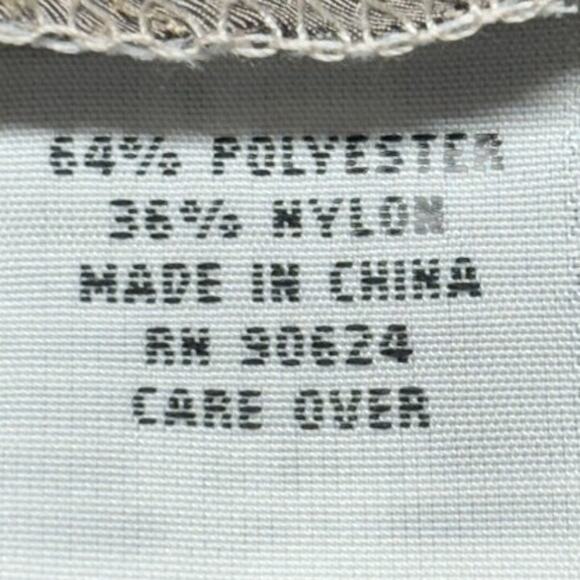 64% POLYESTER
36% NYLON
MADE IN CHINA
RN 90624
CARE OVER